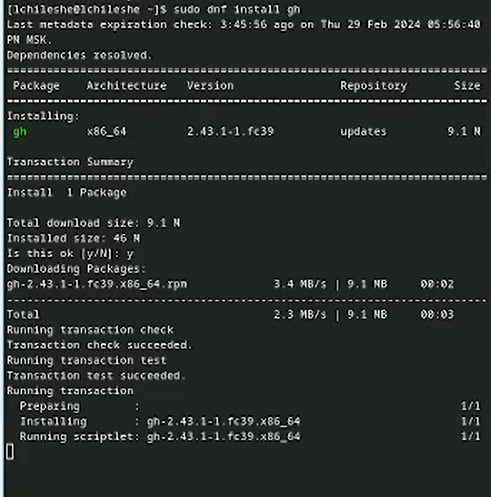 [lchileshe@lchileshe ~]$ sudo dnf install gh
Last metadata expiration check: 3:45:56 ago on Thu 29 Feb 2024 05:56:40
PM MSK.
Dependencies resolved.
================================================================
Package Architecture Version Repository Size
================================================================
Installing:
gh x86_64 2.43.1-1.fc39 updates 9.1 M
Transaction Summary
================================================================
Install 1 Package
Total download size: 9.1 M
Installed size: 46 M
Is this ok [y/N]: y
Downloading Packages:
gh-2.43.1-1.fc39.x86_64.rpm 3.4 MB/s | 9.1 MB 00:02
----------------------------------------------------------------
Total 2.3 MB/s | 9.1 MB 00:03
Running transaction check
Transaction check succeeded.
Running transaction test
Transaction test succeeded.
Running transaction
Preparing : 1/1
Installing : gh-2.43.1-1.fc39.x86_64 1/1
Running scriptlet: gh-2.43.1-1.fc39.x86_64 1/1